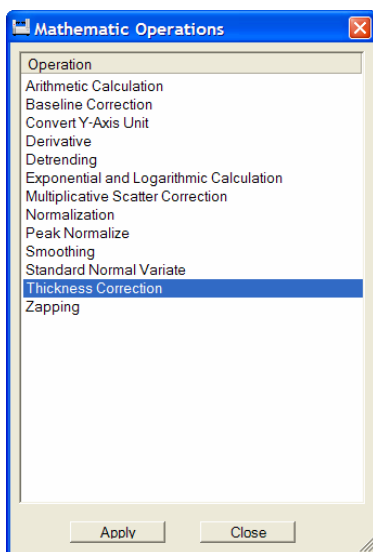 Mathematic Operations
Operation
Arithmetic Calculation
Baseline Correction
Convert Y-Axis Unit
Derivative
Detrending
Exponential and Logarithmic Calculation
Multiplicative Scatter Correction
Normalization
Peak Normalize
Smoothing
Standard Normal Variate
Thickness Correction
Zapping
Apply Close